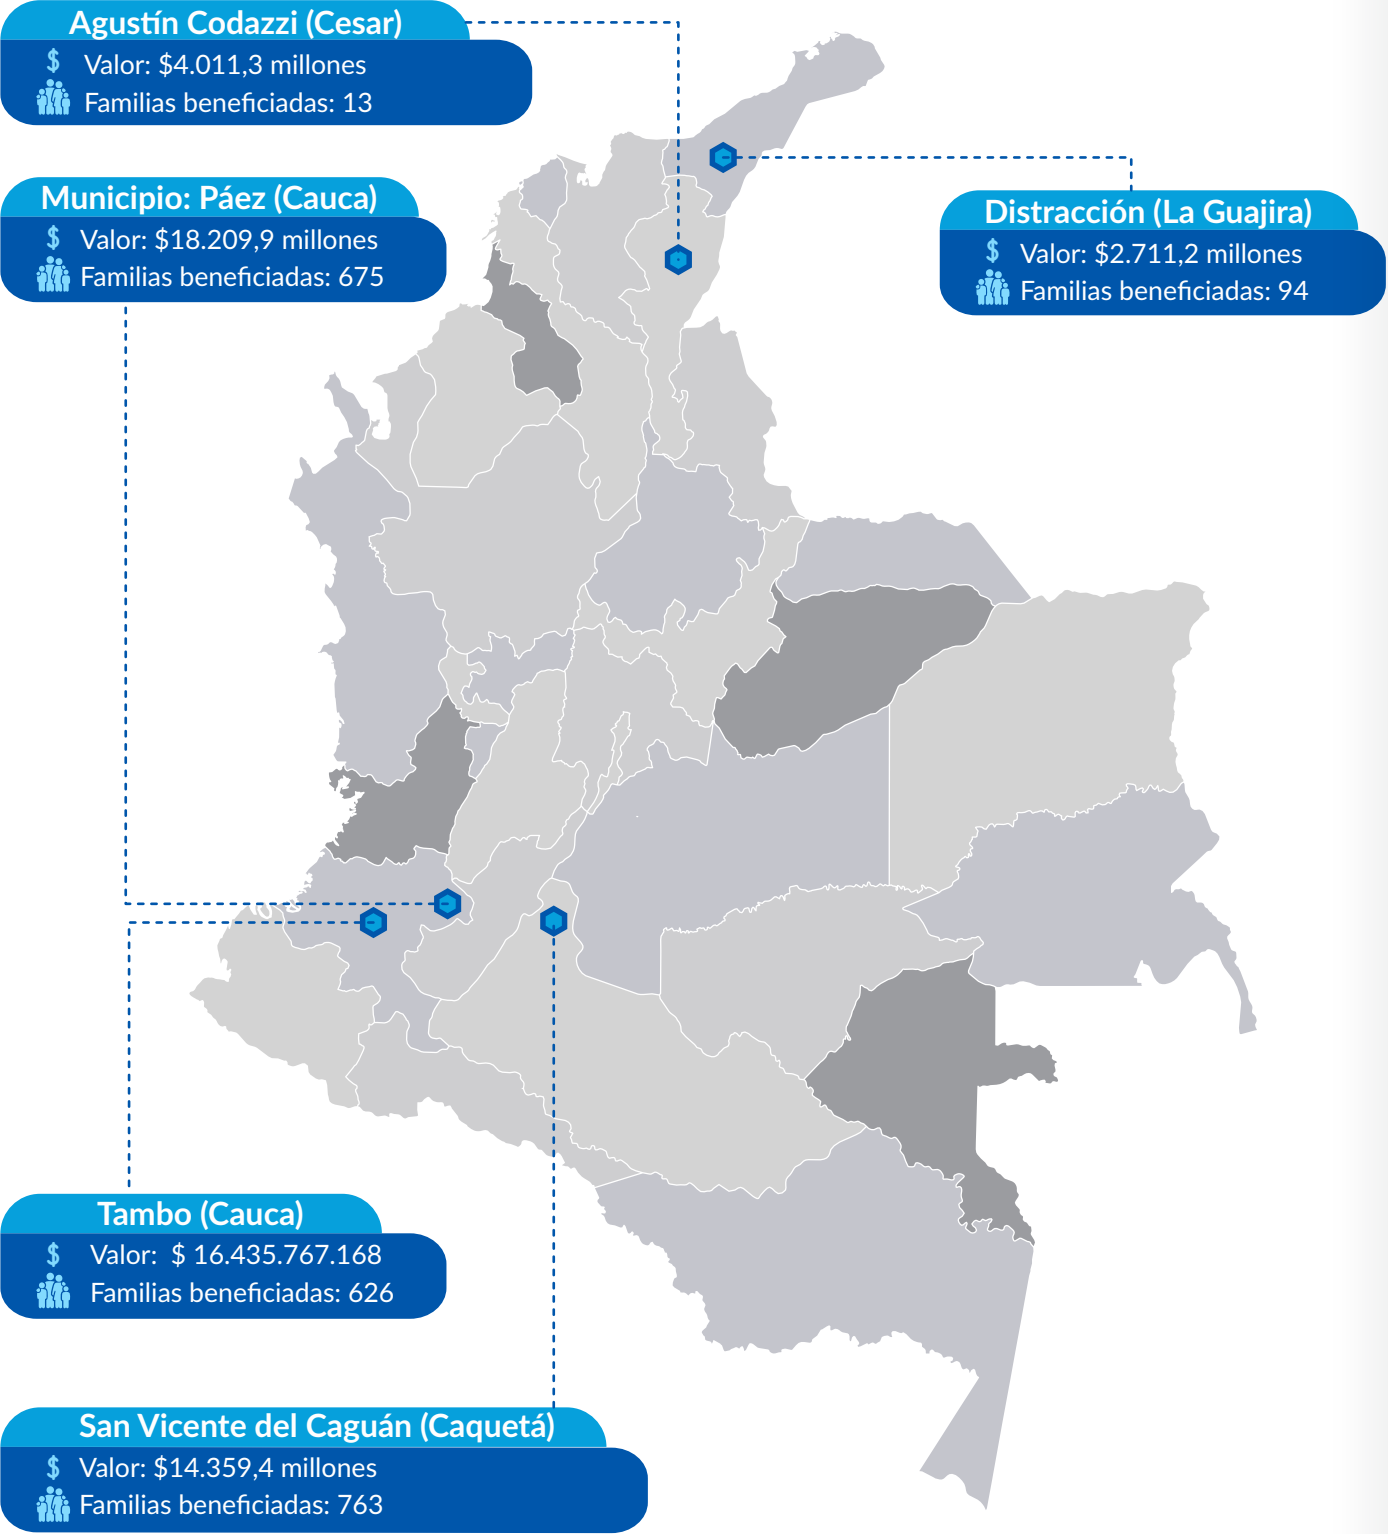 Agustín Codazzi (Cesar)
$ Valor: $4.011,3 millones
Familias beneficiadas: 13
Municipio: Páez (Cauca)
$ Valor: $18.209,9 millones
Familias beneficiadas: 675
Distracción (La Guajira)
$ Valor: $2.711,2 millones
Familias beneficiadas: 94
Tambo (Cauca)
$ Valor:  $ 16.435.767.168
Familias beneficiadas: 626
San Vicente del Caguán (Caquetá)
$ Valor: $14.359,4 millones
Familias beneficiadas: 763